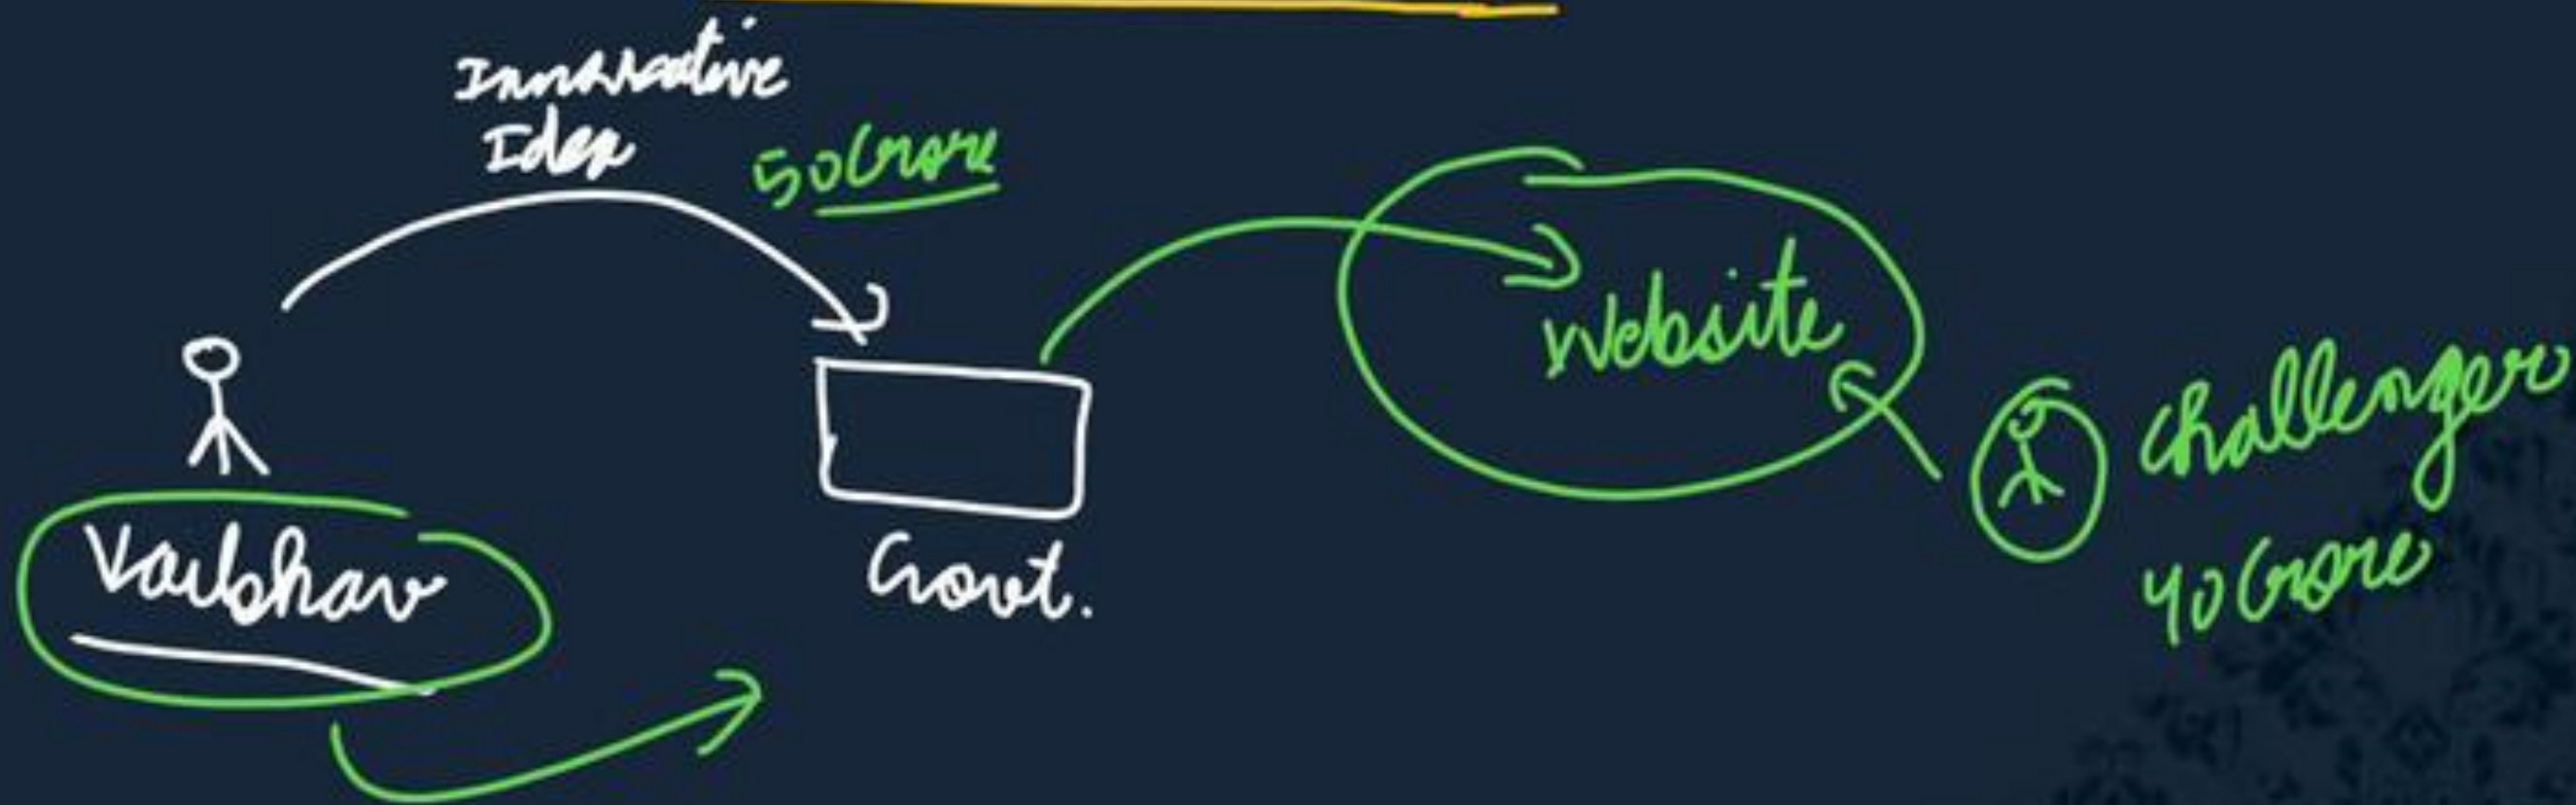 Innovative
Idea
50 Crore
Website
Challenger
40 Crore
Vaibhav
Govt.